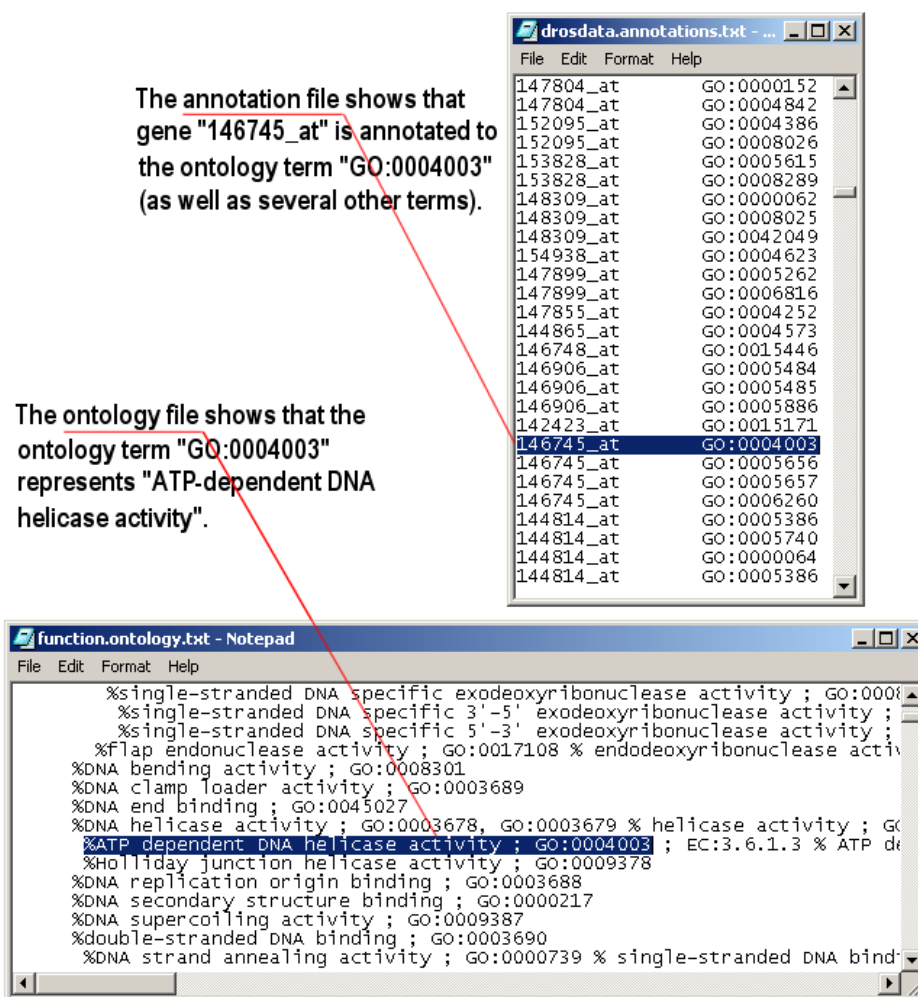 drosdata.annotations.txt - ...
File Edit Format Help
147804_at GO:0000152
147804_at GO:0004842
152095_at GO:0004386
152095_at GO:0008026
153828_at GO:0005615
153828_at GO:0008289
148309_at GO:0000062
148309_at GO:0008025
148309_at GO:0042049
154938_at GO:0004623
147899_at GO:0005262
147899_at GO:0006816
147855_at GO:0004252
144865_at GO:0004573
146748_at GO:0015446
146906_at GO:0005484
146906_at GO:0005485
146906_at GO:0005886
142423_at GO:0015171
146745_at GO:0004003
146745_at GO:0005656
146745_at GO:0005657
146745_at GO:0006260
144814_at GO:0005386
144814_at GO:0005740
144814_at GO:0000064
144814_at GO:0005386
The annotation file shows that
gene "146745_at" is annotated to
the ontology term "GO:0004003"
(as well as several other terms).
The ontology file shows that the
ontology term "GO:0004003"
represents "ATP-dependent DNA
helicase activity".
function.ontology.txt - Notepad
File Edit Format Help
%single-stranded DNA specific exodeoxyribonuclease activity ; GO:0008
%single-stranded DNA specific 3'-5' exodeoxyribonuclease activity ;
%single-stranded DNA specific 5'-3' exodeoxyribonuclease activity ;
%flap endonuclease activity ; GO:0017108 % endodeoxyribonuclease activ
%DNA bending activity ; GO:0008301
%DNA clamp loader activity ; GO:0003689
%DNA end binding ; GO:0045027
%DNA helicase activity ; GO:0003678, GO:0003679 % helicase activity ; GO
%ATP dependent DNA helicase activity ; GO:0004003 ; EC:3.6.1.3 % ATP de
%Holliday junction helicase activity ; GO:0009378
%DNA replication origin binding ; GO:0003688
%DNA secondary structure binding ; GO:0000217
%DNA supercoiling activity ; GO:0009387
%double-stranded DNA binding ; GO:0003690
%DNA strand annealing activity ; GO:0000739 % single-stranded DNA bind